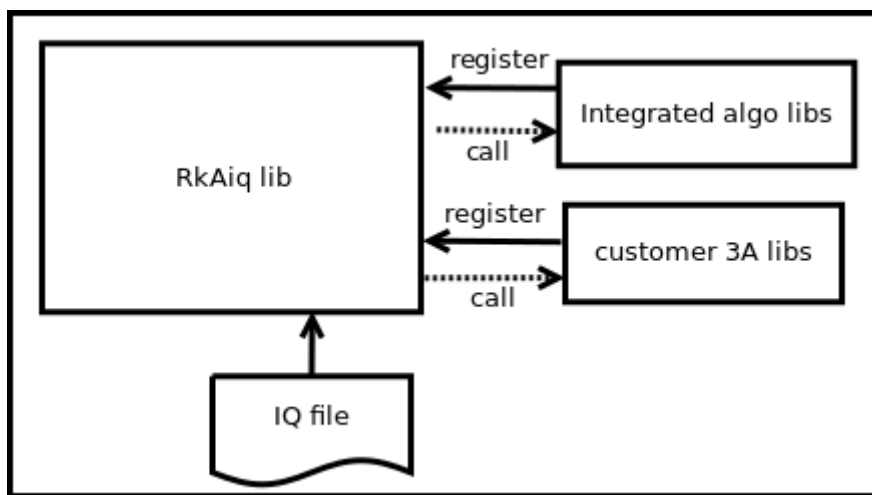 register
Integrated algo libs
call
RkAiq lib
register
customer 3A libs
call
IQ file